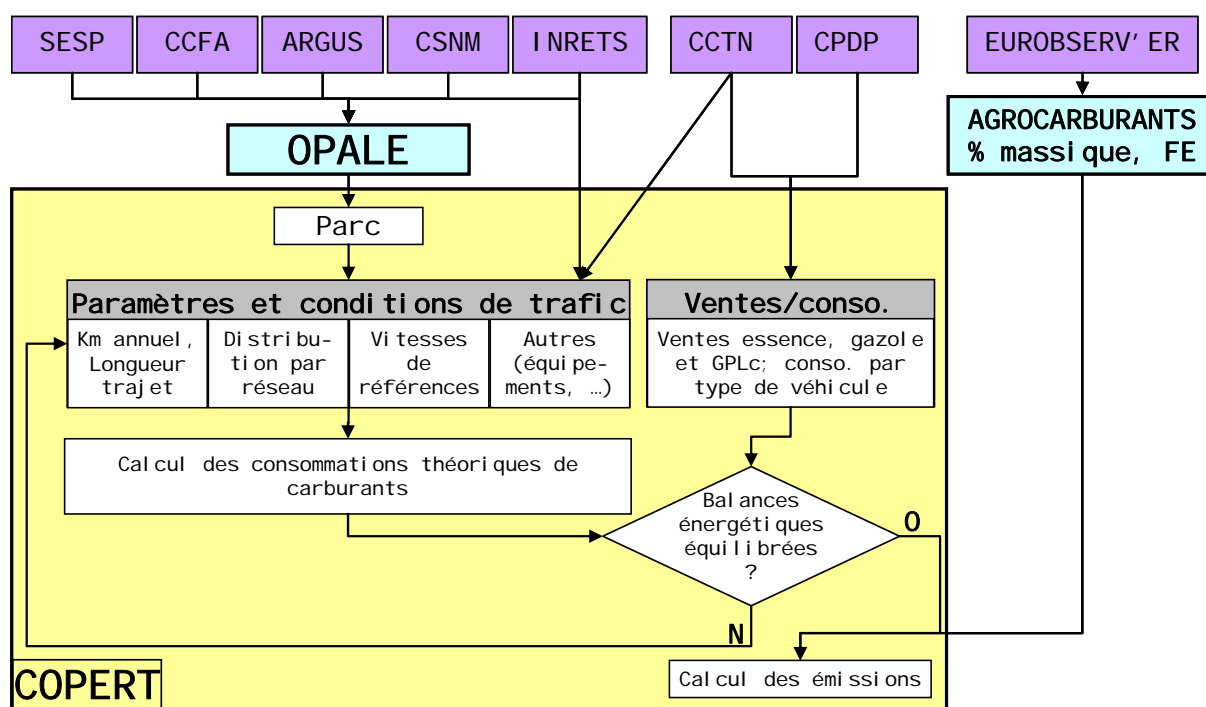 SESP
CCFA
ARGUS
CSNM
INRETS
CCTN
CPDP
EUROBSERV'ER
OPALE
AGROCARBURANTS
% massique, FE
Parc
Paramètres et conditions de trafic
Km annuel,
Longueur
trajet
Distribu-
tion par
réseau
Vitesses
de
références
Autres
(équipe-
ments, …)
Ventes/conso.
Ventes essence, gazole
et GPLc; conso. par
type de véhicule
Calcul des consommations théoriques de
carburants
Balances
énergétiques
équilibrées
?
O
N
Calcul des émissions
COPERT